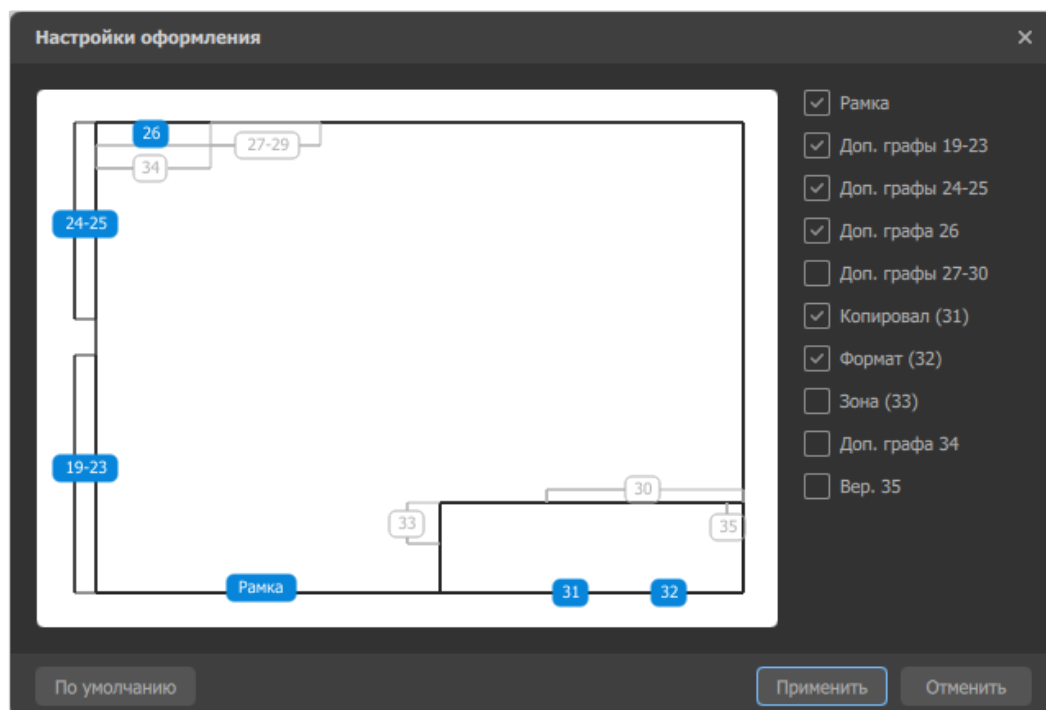 Настройки оформления
26
27-29
34
24-25
19-23
30
33
35
Рамка
31
32
Рамка
Доп. графы 19-23
Доп. графы 24-25
Доп. графа 26
Доп. графы 27-30
Копировал (31)
Формат (32)
Зона (33)
Доп. графа 34
Вер. 35
По умолчанию
Применить
Отменить